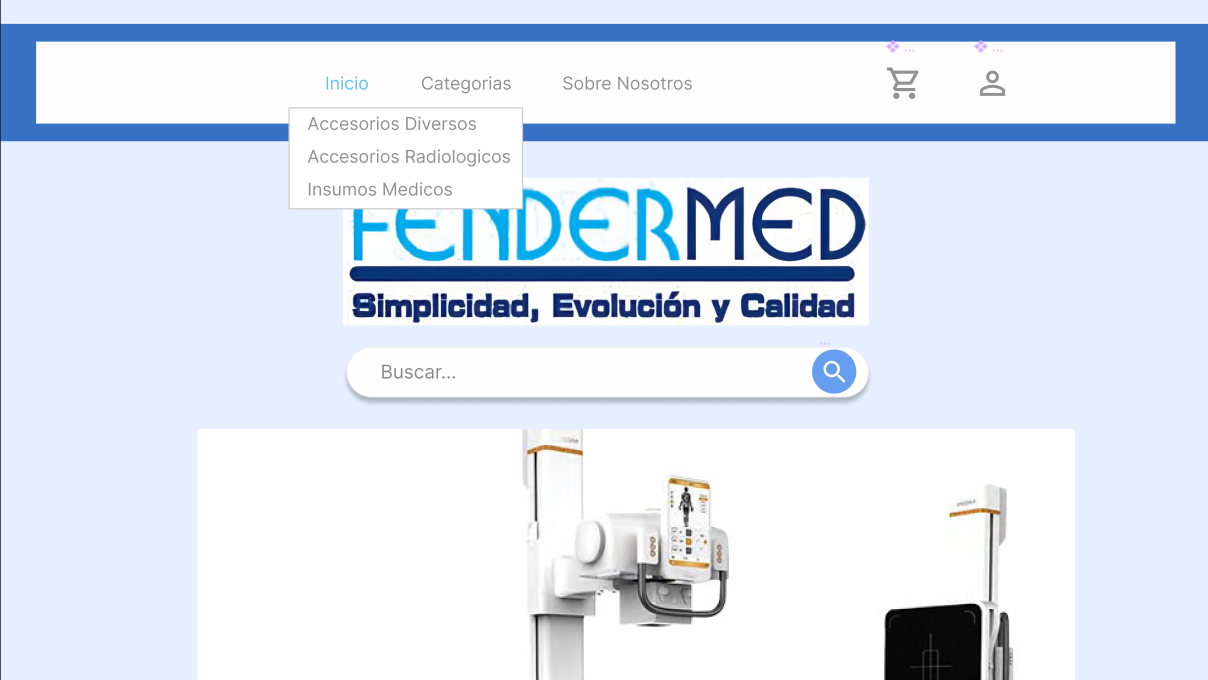 Inicio Categorias Sobre Nosotros
Accesorios Diversos
Accesorios Radiologicos
Insumos Medicos
FENDERMED
Simplicidad, Evolución y Calidad
Buscar...